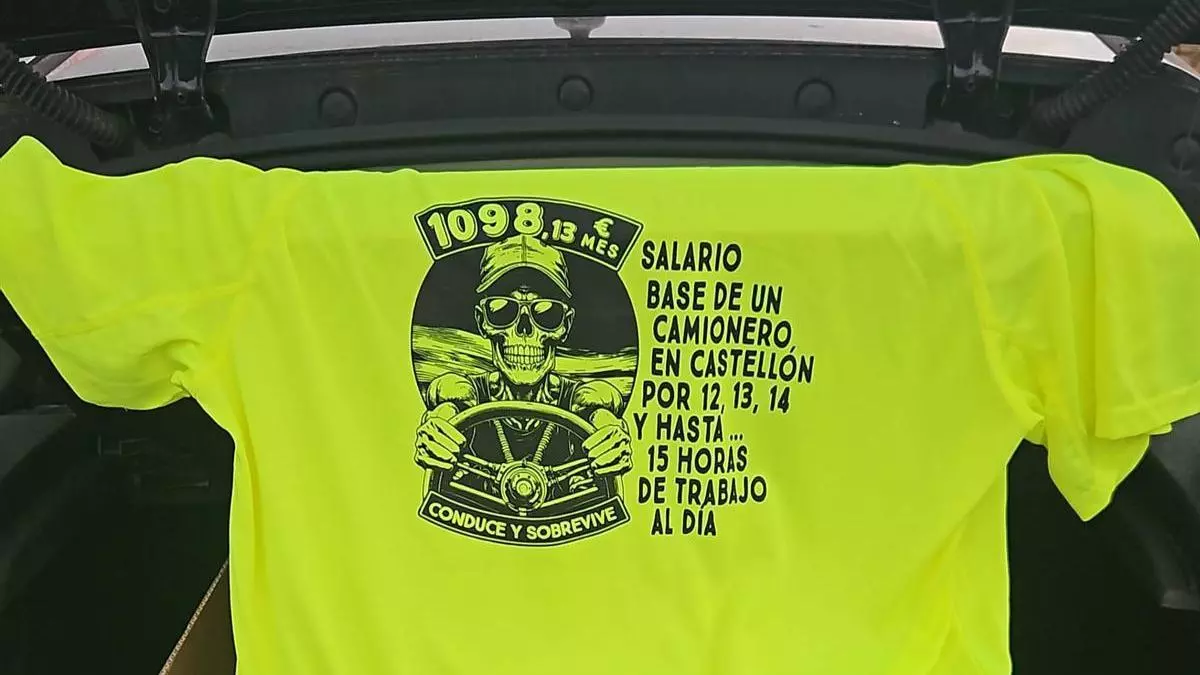 1098,13 € MES
SALARIO
BASE DE UN
CAMIONERO
EN CASTELLÓN
POR 12, 13, 14
Y HASTA ...
15 HORAS
DE TRABAJO
AL DÍA
CONDUCE Y SOBREVIVE